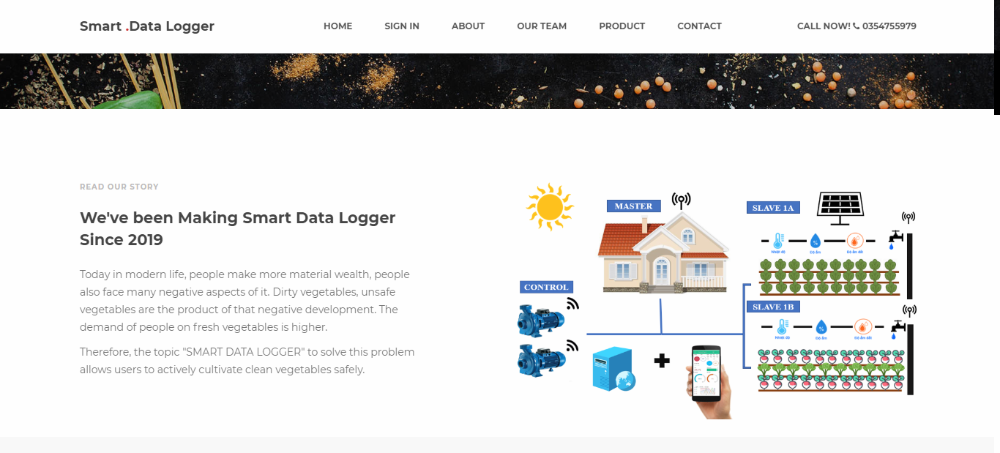 Smart .Data Logger
HOME
SIGN IN
ABOUT
OUR TEAM
PRODUCT
CONTACT
CALL NOW! 0354755979
READ OUR STORY
We've been Making Smart Data Logger
Since 2019
Today in modern life, people make more material wealth, people
also face many negative aspects of it. Dirty vegetables, unsafe
vegetables are the product of that negative development. The
demand of people on fresh vegetables is higher.
Therefore, the topic "SMART DATA LOGGER" to solve this problem
allows users to actively cultivate clean vegetables safely.
MASTER
SLAVE 1A
%
Nhiệt độ
Độ ẩm
Độ ẩm đất
CONTROL
SLAVE 1B
%
Nhiệt độ
Độ ẩm
Độ ẩm đất